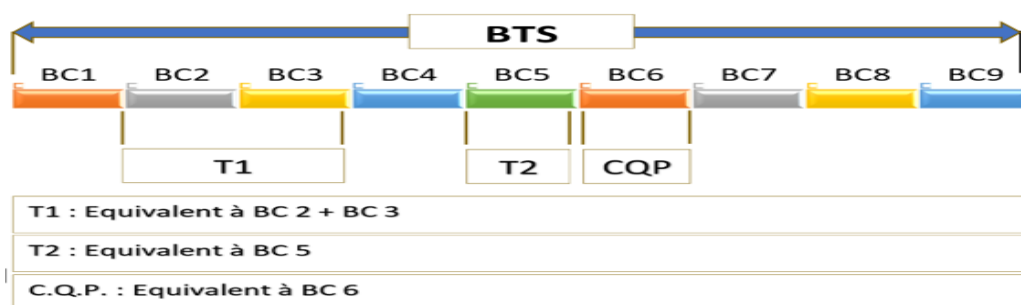 BTS
BC1 BC2 BC3 BC4 BC5 BC6 BC7 BC8 BC9
T1 T2 CQP
T1 : Equivalent à BC 2 + BC 3
T2 : Equivalent à BC 5
C.Q.P. : Equivalent à BC 6